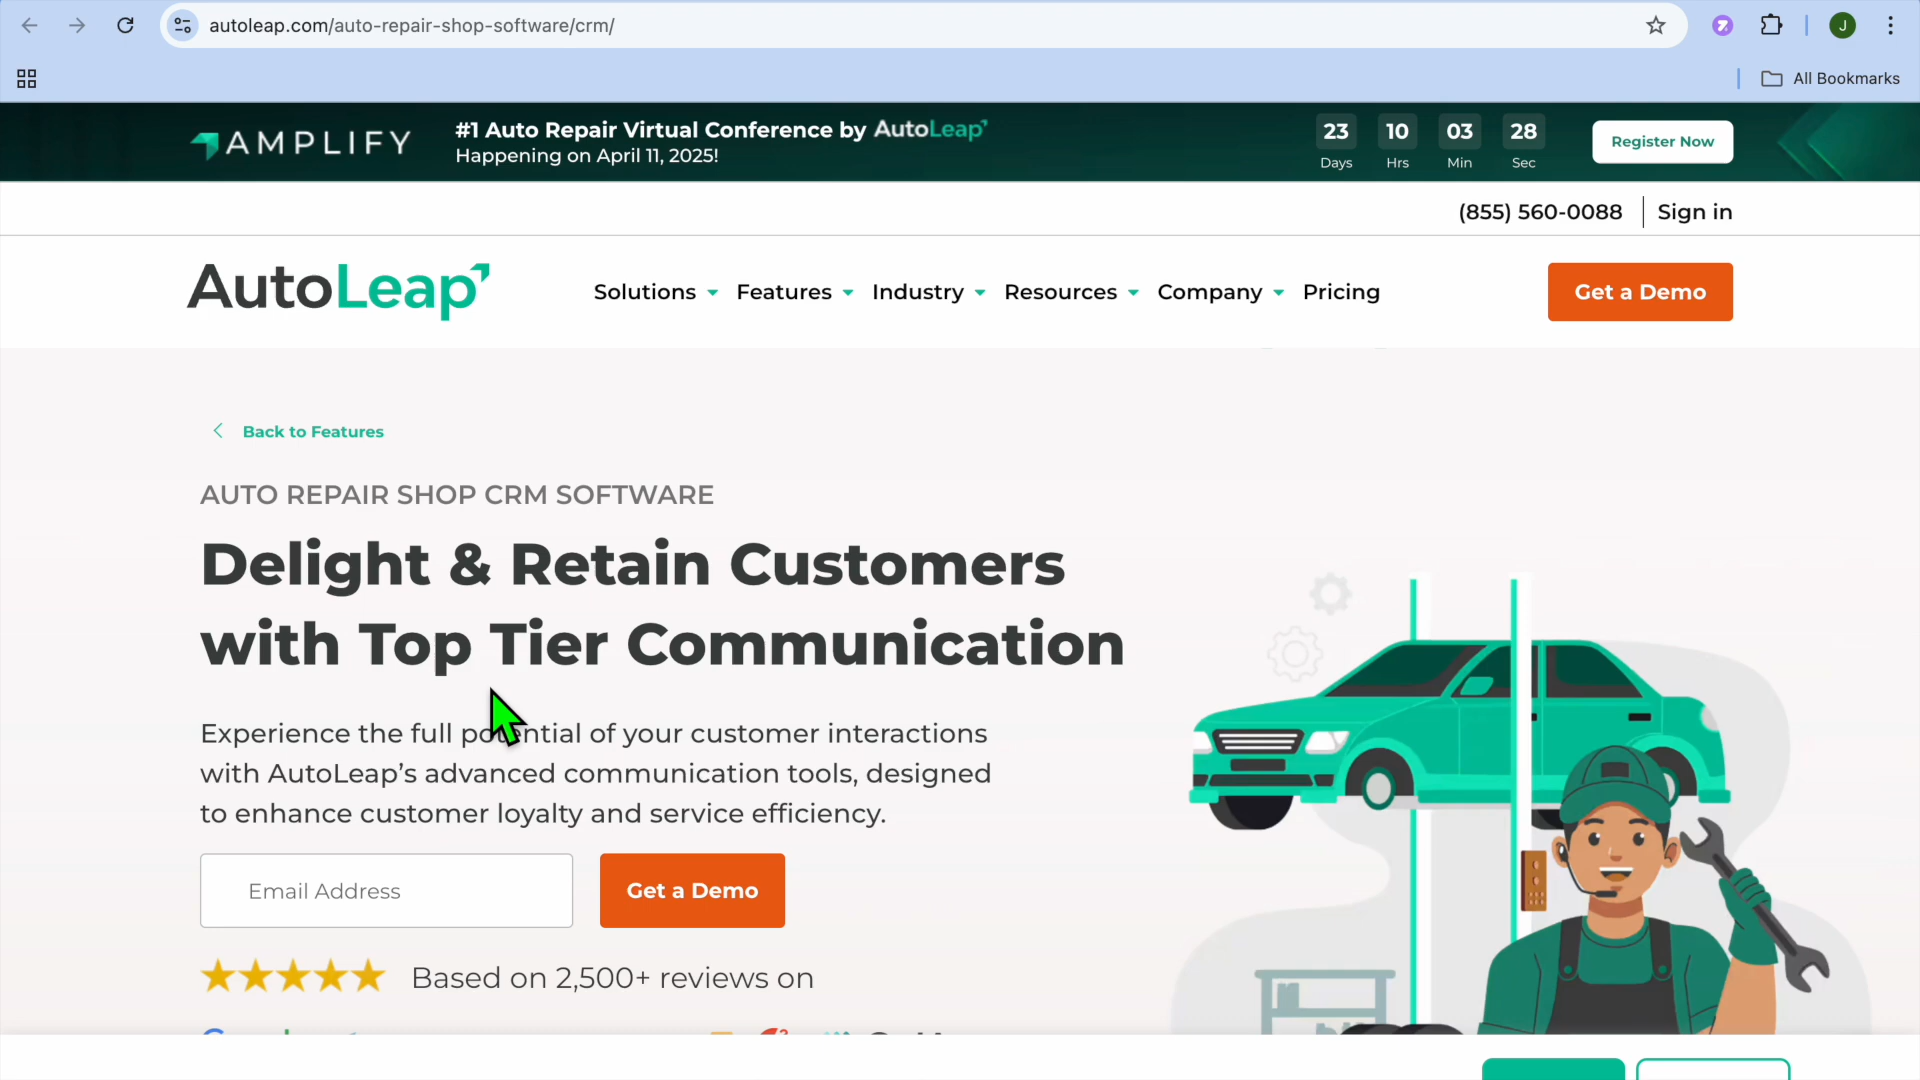 autoleap.com/auto-repair-shop-software/crm/
J
All Bookmarks
AMPLIFY
#1 Auto Repair Virtual Conference by AutoLeap
Happening on April 11, 2025!
23 10 03 28
Days Hrs Min Sec
Register Now
(855) 560-0088 Sign in
AutoLeap
Solutions Features Industry Resources Company Pricing
Get a Demo
Back to Features
AUTO REPAIR SHOP CRM SOFTWARE
Delight & Retain Customers
with Top Tier Communication
Experience the full potential of your customer interactions
with AutoLeap's advanced communication tools, designed
to enhance customer loyalty and service efficiency.
Email Address
Get a Demo
Based on 2,500+ reviews on